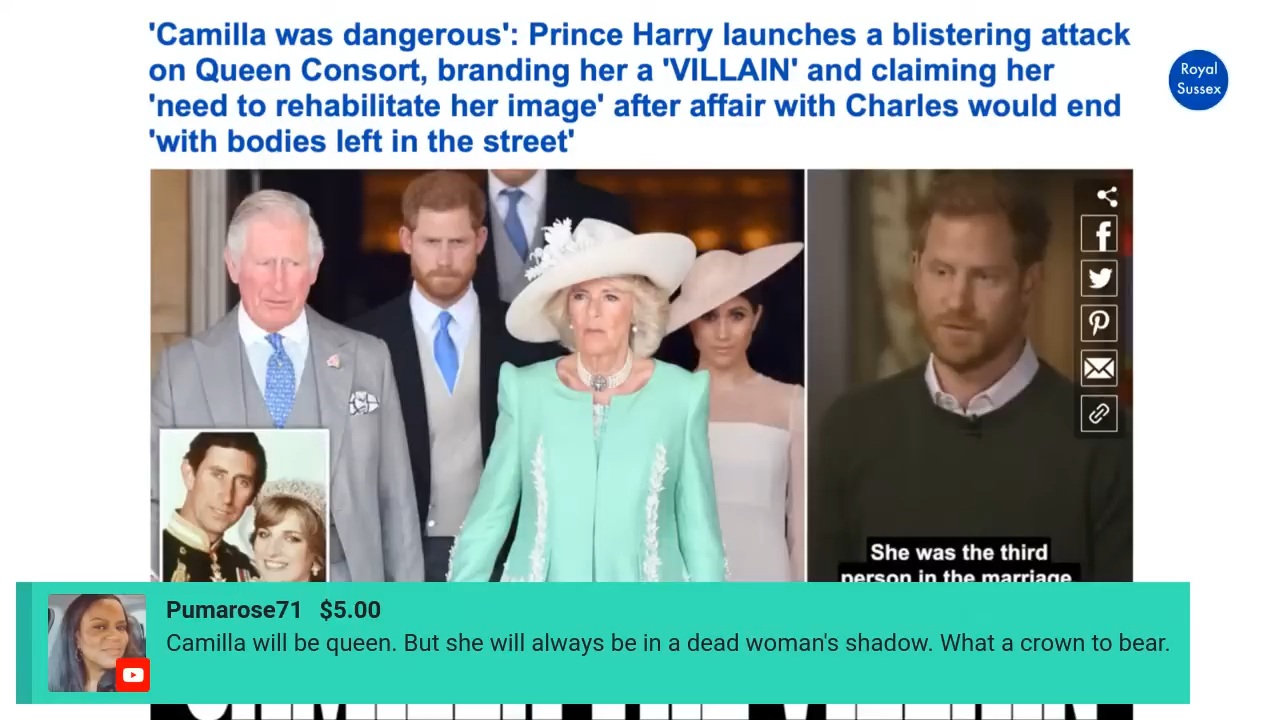 'Camilla was dangerous': Prince Harry launches a blistering attack
on Queen Consort, branding her a 'VILLAIN' and claiming her
'need to rehabilitate her image' after affair with Charles would end
'with bodies left in the street'
Royal
Sussex
She was the third
person in the marriage
Pumarose71 $5.00
Camilla will be queen. But she will always be in a dead woman's shadow. What a crown to bear.